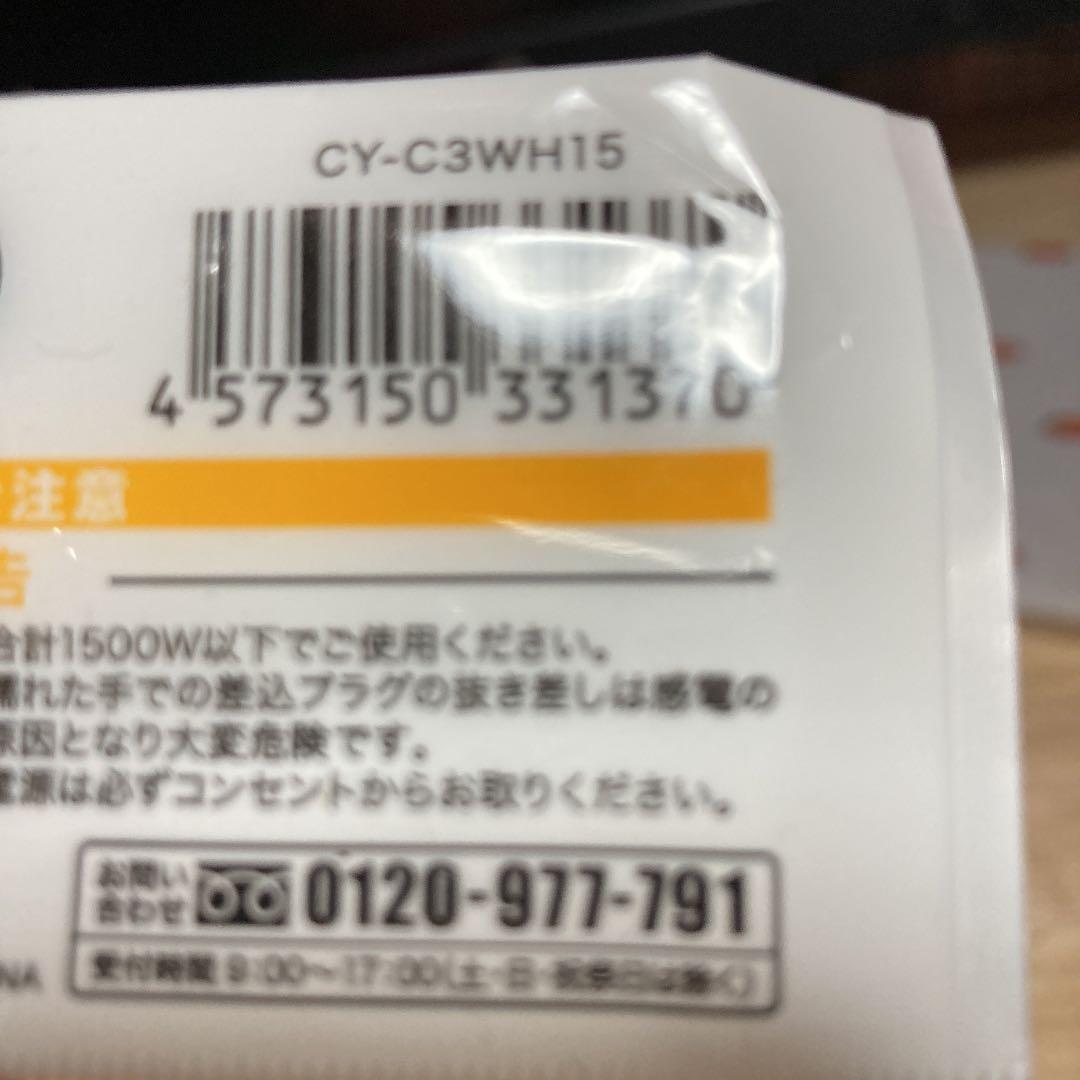 CY-C3WH15
4 573150 331370
注意
告
合計1500W以下でご使用ください。
濡れた手での差込プラグの抜き差しは感電の
原因となり大変危険です。
電源は必ずコンセントからお取りください。
お問い
合わせ
0120-977-791
受付時間 9:00〜17:00(土・日・祝祭日は除く)
NA